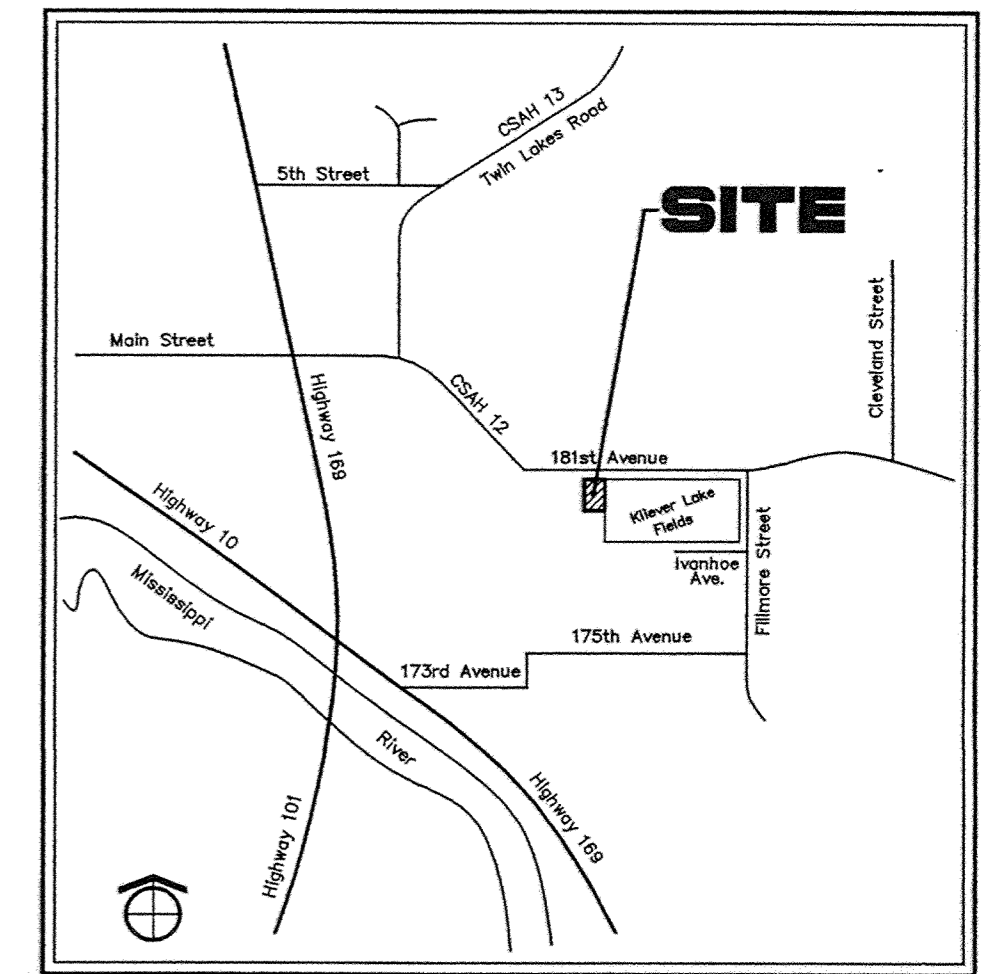 CSAH 13
Twin Lakes Road
5th Street
SITE
Cleveland Street
Main Street
Highway 169
CSAH 12
181st Avenue
Highway 10
Kliever Lake
Fields
Fillmore Street
Ivanhoe
Ave.
Mississippi
175th Avenue
173rd Avenue
River
Highway 169
Highway 101